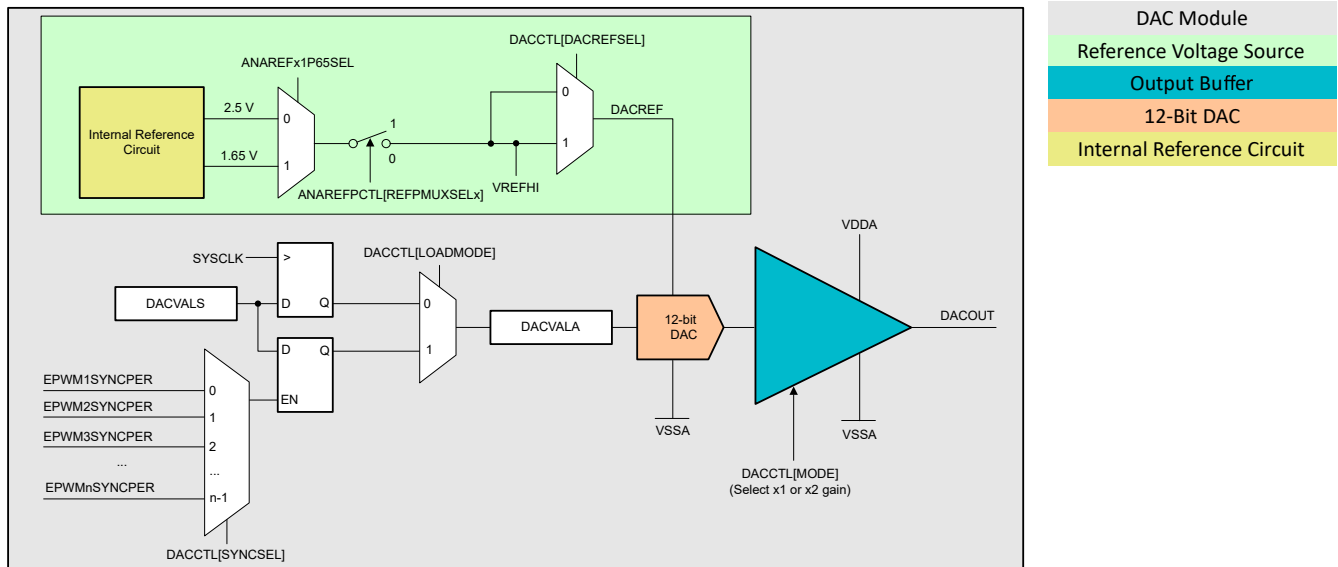 DACCTL[DACREFSEL]
ANAREFx1P65SEL
Internal Reference
Circuit
2.5 V
1.65 V
0
1
1
0
ANAREFPCTL[REFPMUXSELx]
VREFHI
0
1
DACREF
SYSCLK
>
D
Q
DACVALS
DACCTL[LOADMODE]
0
1
DACVALA
12-bit
DAC
VSSA
VDDA
DACOUT
VSSA
DACCTL[MODE]
(Select x1 or x2 gain)
D
Q
EN
EPWM1SYNCPER
EPWM2SYNCPER
EPWM3SYNCPER
...
EPWMnSYNCPER
0
1
2
...
n-1
DACCTL[SYNCSEL]
DAC Module
Reference Voltage Source
Output Buffer
12-Bit DAC
Internal Reference Circuit